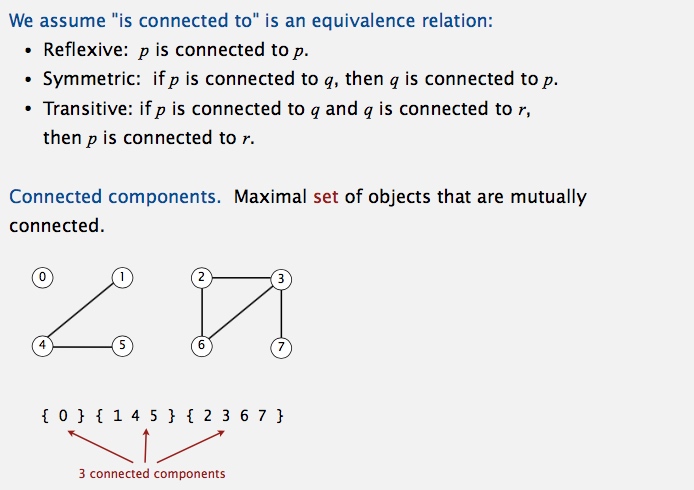 We assume "is connected to" is an equivalence relation:
• Reflexive: p is connected to p.
• Symmetric: if p is connected to q, then q is connected to p.
• Transitive: if p is connected to q and q is connected to r,
then p is connected to r.
Connected components. Maximal set of objects that are mutually
connected.
0 1 2 3
4 5 6 7
{ 0 } { 1 4 5 } { 2 3 6 7 }
3 connected components